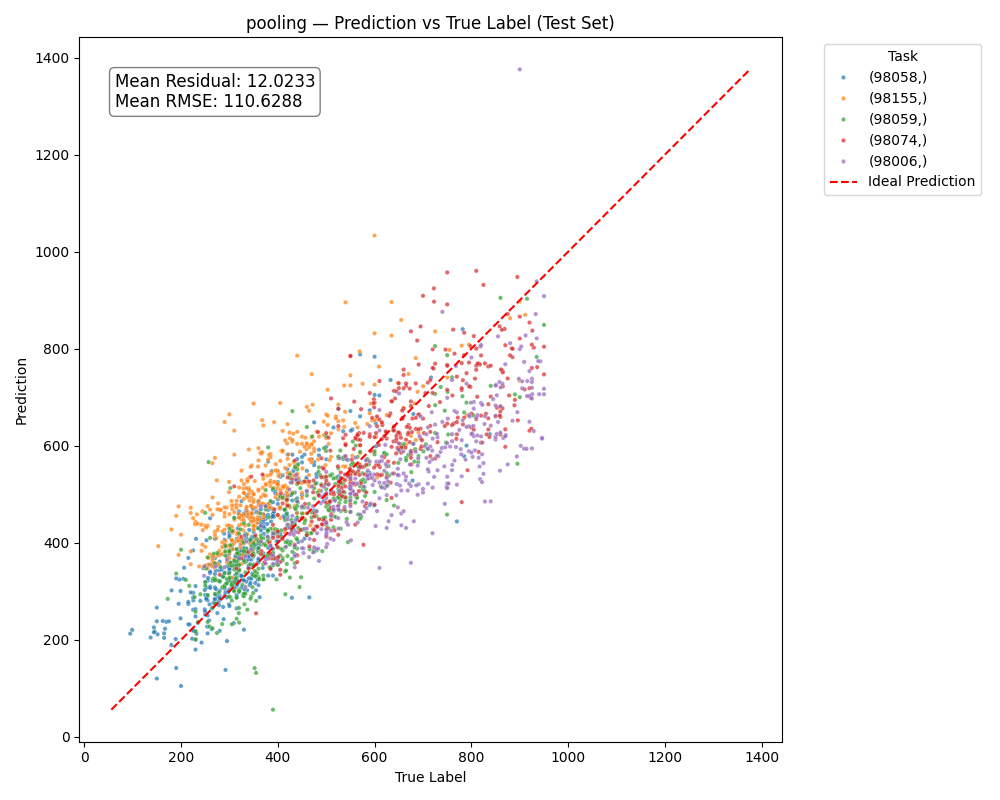 pooling — Prediction vs True Label (Test Set)
Mean Residual: 12.0233
Mean RMSE: 110.6288
Task
(98058,)
(98155,)
(98059,)
(98074,)
(98006,)
Ideal Prediction
Prediction
1400
1200
1000
800
600
400
200
0
0 200 400 600 800 1000 1200 1400
True Label